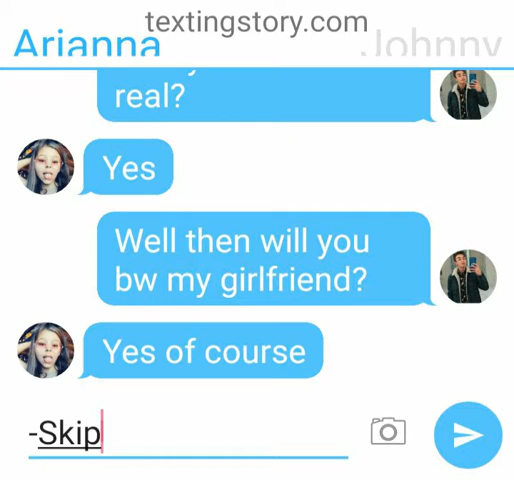 textingstory.com
Arianna
Johnny
real?
Yes
Well then will you
bw my girlfriend?
Yes of course
-Skip